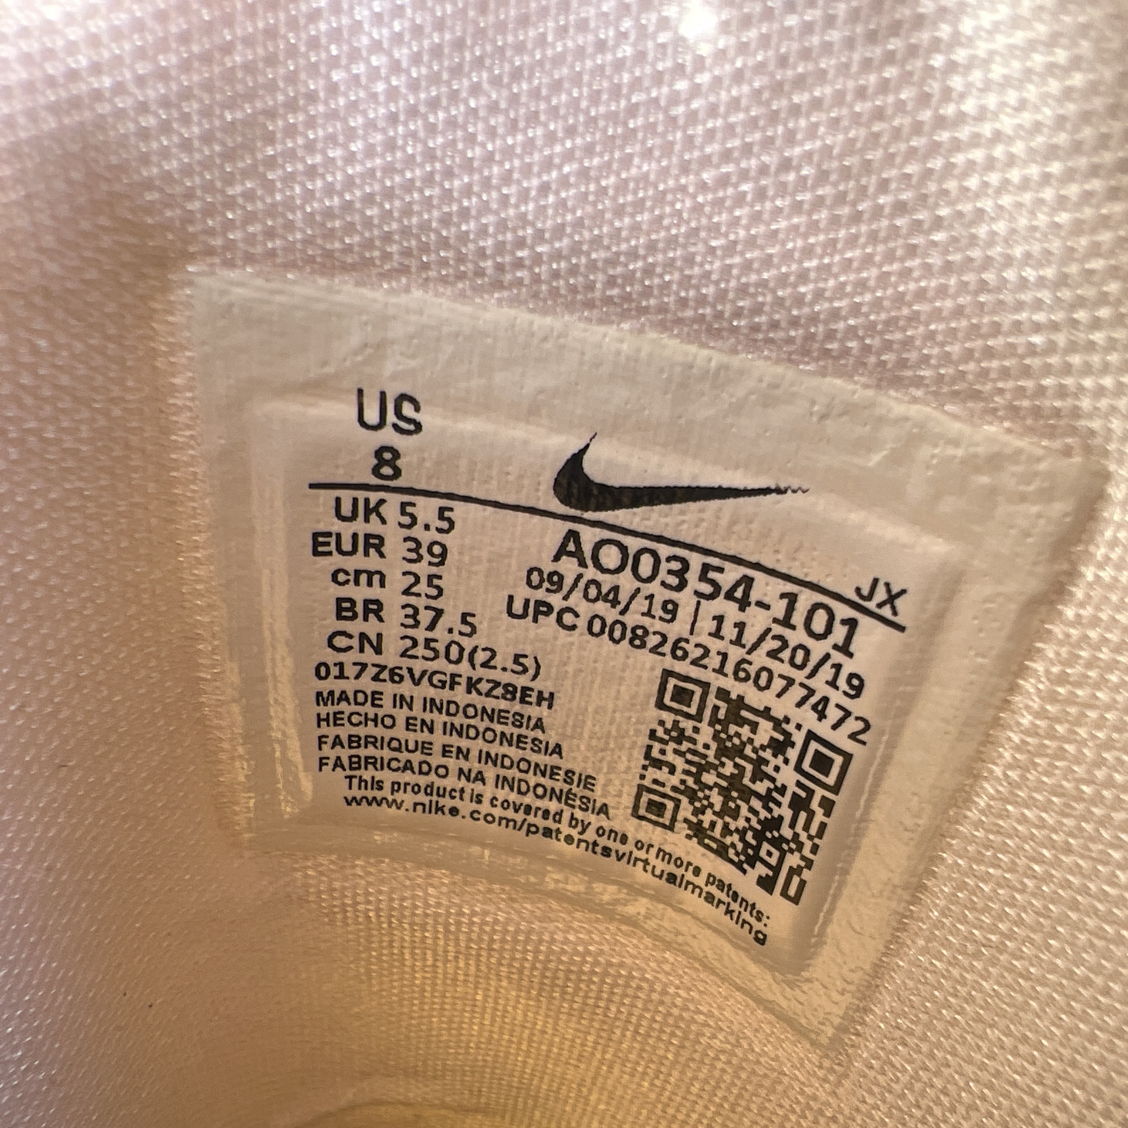 US
8
UK 5.5
EUR 39
cm 25
BR 37.5
CN 250(2.5)
017Z6VGFKZ8EH
MADE IN INDONESIA
HECHO EN INDONESIA
FABRIQUE EN INDONESIE
FABRICADO NA INDONÉSIA
This product is covered by one or more patents:
www.nike.com/patentsvirtualmarking
JX
AO0354-101
09/04/19 | 11/20/19
UPC 00826216077472